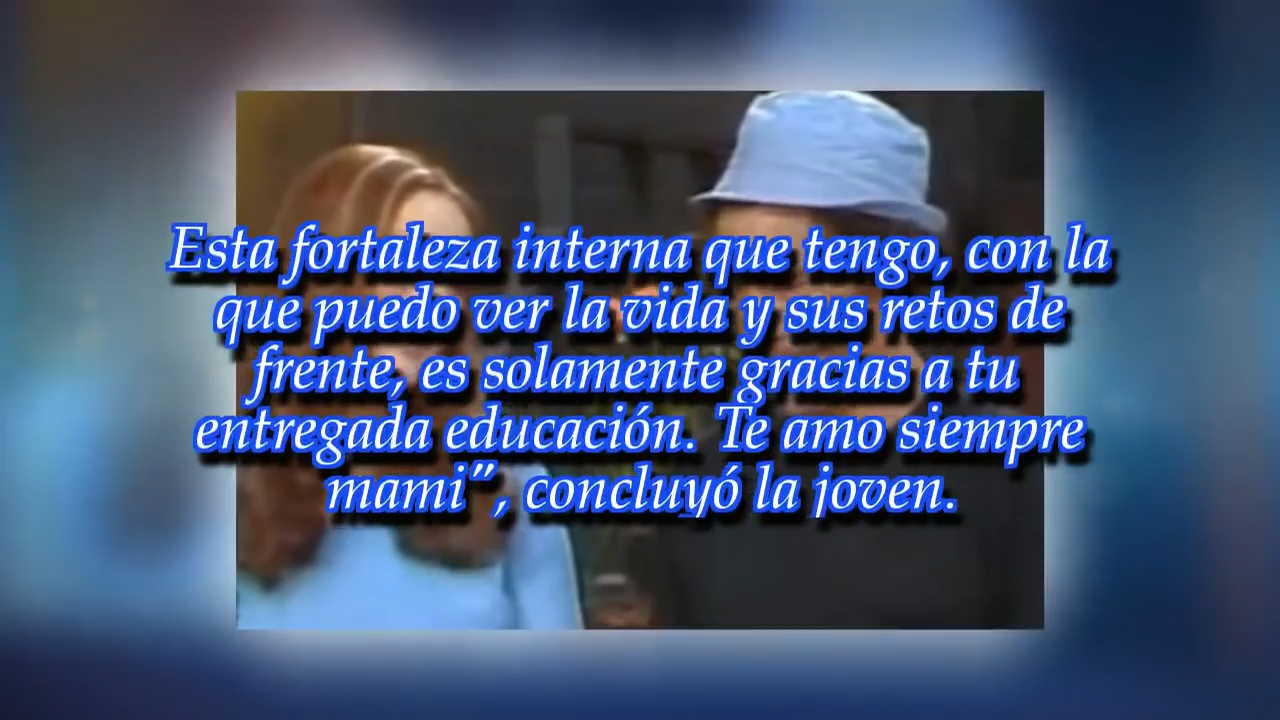 Esta fortaleza interna que tengo, con la
que puedo ver la vida y sus retos de
frente, es solamente gracias a tu
entregada educación. Te amo siempre
mami”, concluyó la joven.